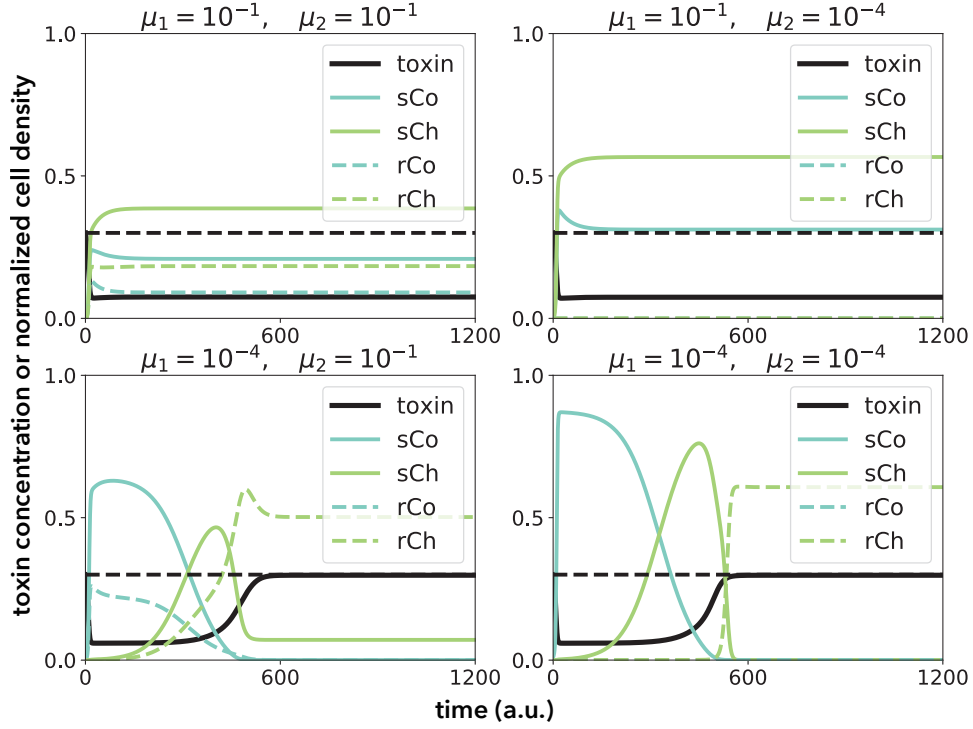 μ₁ = 10⁻¹, μ₂ = 10⁻¹
1.0
0.5
0.0
0 600 1200
toxin
sCo
sCh
rCo
rCh
μ₁ = 10⁻¹, μ₂ = 10⁻⁴
1.0
0.5
0.0
0 600 1200
toxin
sCo
sCh
rCo
rCh
μ₁ = 10⁻⁴, μ₂ = 10⁻¹
1.0
0.5
0.0
0 600 1200
toxin
sCo
sCh
rCo
rCh
μ₁ = 10⁻⁴, μ₂ = 10⁻⁴
1.0
0.5
0.0
0 600 1200
toxin
sCo
sCh
rCo
rCh
toxin concentration or normalized cell density
time (a.u.)